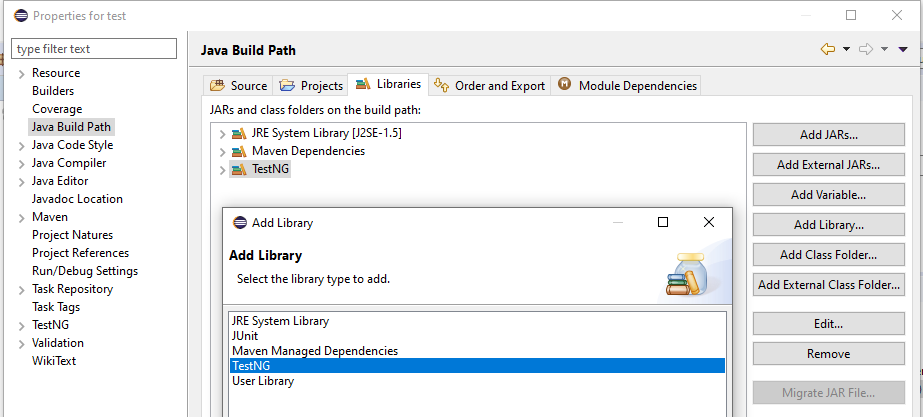 Properties for test
type filter text
Resource
Builders
Coverage
Java Build Path
Java Code Style
Java Compiler
Java Editor
Javadoc Location
Maven
Project Natures
Project References
Run/Debug Settings
Task Repository
Task Tags
TestNG
Validation
WikiText
Java Build Path
Source
Projects
Libraries
Order and Export
M Module Dependencies
JARs and class folders on the build path:
JRE System Library [J2SE-1.5]
Maven Dependencies
TestNG
Add JARs...
Add External JARs...
Add Variable...
Add Library...
Add Class Folder...
Add External Class Folder...
Edit...
Remove
Migrate JAR File...
Add Library
Add Library
Select the library type to add.
JRE System Library
JUnit
Maven Managed Dependencies
TestNG
User Library